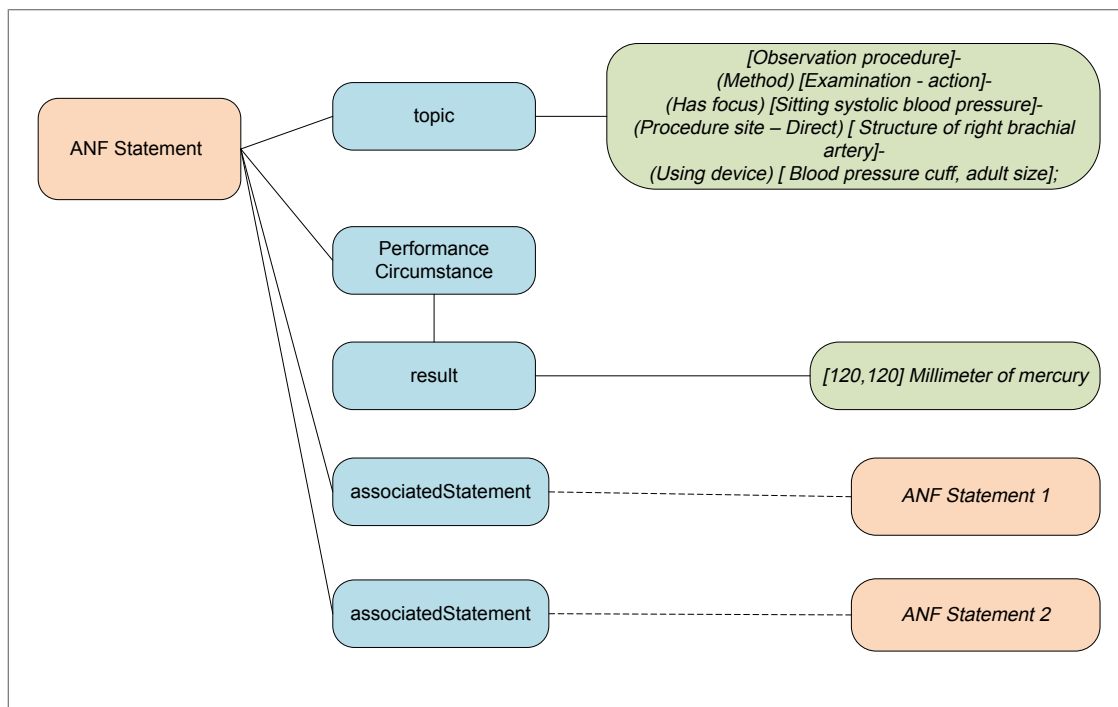 ANF Statement
topic
[Observation procedure]-
(Method) [Examination - action]-
(Has focus) [Sitting systolic blood pressure]-
(Procedure site – Direct) [ Structure of right brachial
artery]-
(Using device) [ Blood pressure cuff, adult size];
Performance
Circumstance
result
[120,120] Millimeter of mercury
associatedStatement
ANF Statement 1
associatedStatement
ANF Statement 2